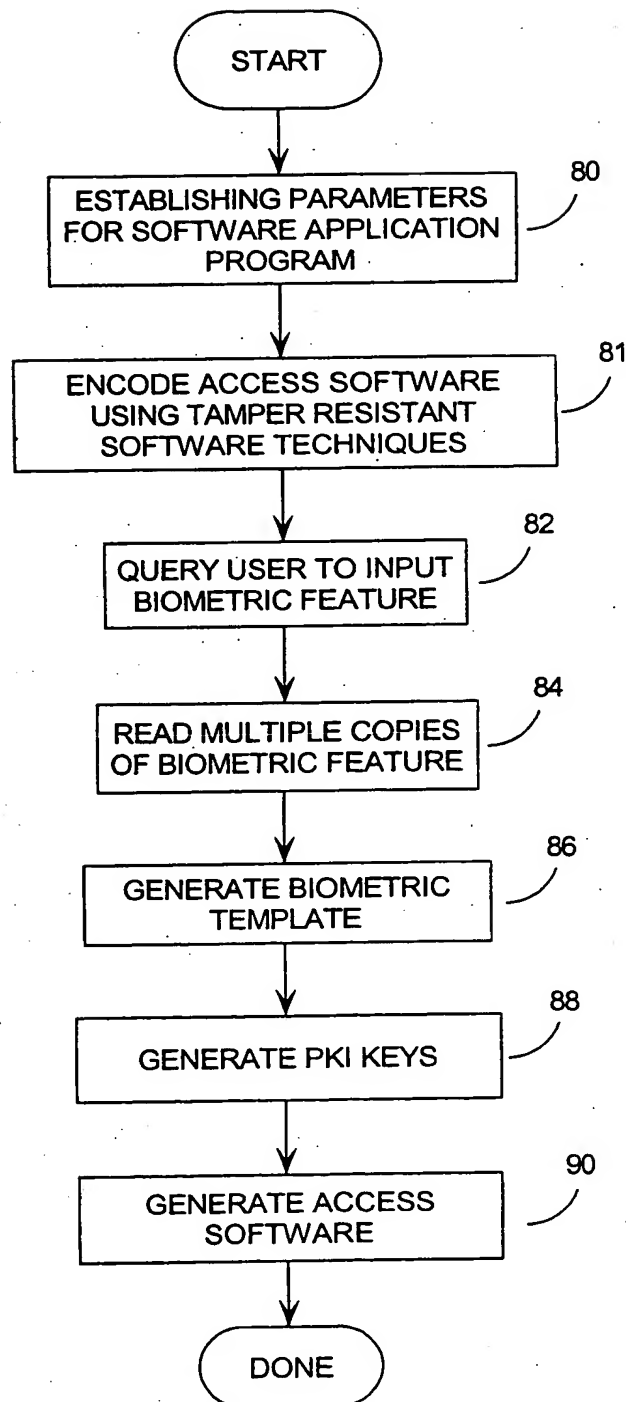 START
80
ESTABLISHING PARAMETERS
FOR SOFTWARE APPLICATION
PROGRAM
81
ENCODE ACCESS SOFTWARE
USING TAMPER RESISTANT
SOFTWARE TECHNIQUES
82
QUERY USER TO INPUT
BIOMETRIC FEATURE
84
READ MULTIPLE COPIES
OF BIOMETRIC FEATURE
86
GENERATE BIOMETRIC
TEMPLATE
88
GENERATE PKI KEYS
90
GENERATE ACCESS
SOFTWARE
DONE